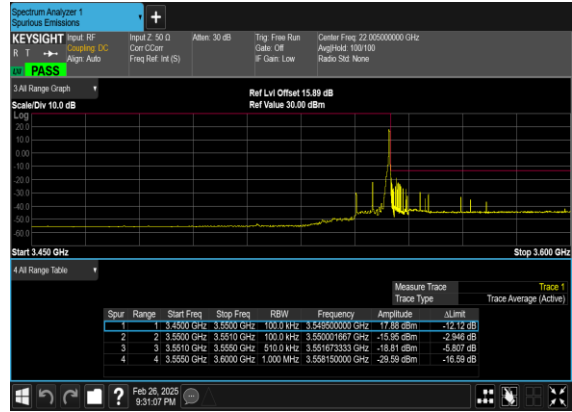 Spectrum Analyzer 1
Spurious Emissions
KEYSIGHT Input: RF Input Z: 50 Ω Atten: 30 dB Trig: Free Run Center Freq: 22.005000000 GHz
R T Coupling: DC Corr CCorr Gate: Off Avg|Hold: 100/100
Align: Auto Freq Ref: Int (S) IF Gain: Low Radio Std: None
PASS
3 All Range Graph
Ref Lvl Offset 15.89 dB
Scale/Div 10.0 dB Ref Value 30.00 dBm
Log
20.0
10.0
0.00
-10.0
-20.0
-30.0
-40.0
-50.0
-60.0
Start 3.450 GHz Stop 3.600 GHz
4 All Range Table
Measure Trace Trace 1
Trace Type Trace Average (Active)
Spur Range Start Freq Stop Freq RBW Frequency Amplitude ΔLimit
1 1 3.4500 GHz 3.5500 GHz 100.0 kHz 3.549500000 GHz 17.88 dBm -12.12 dB
2 2 3.5500 GHz 3.5510 GHz 100.0 kHz 3.550001667 GHz -15.95 dBm -2.946 dB
3 3 3.5510 GHz 3.5550 GHz 510.0 kHz 3.551673333 GHz -18.81 dBm -5.807 dB
4 4 3.5550 GHz 3.6000 GHz 1.000 MHz 3.558150000 GHz -29.59 dBm -16.59 dB
? Feb 26, 2025
9:31:07 PM